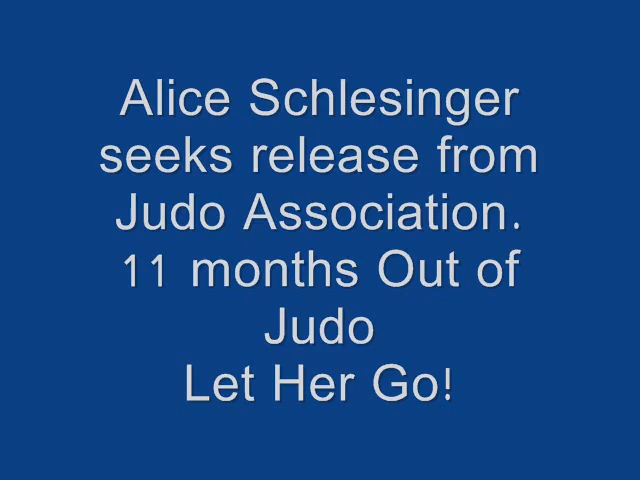 Alice Schlesinger
seeks release from
Judo Association.
11 months Out of
Judo
Let Her Go!